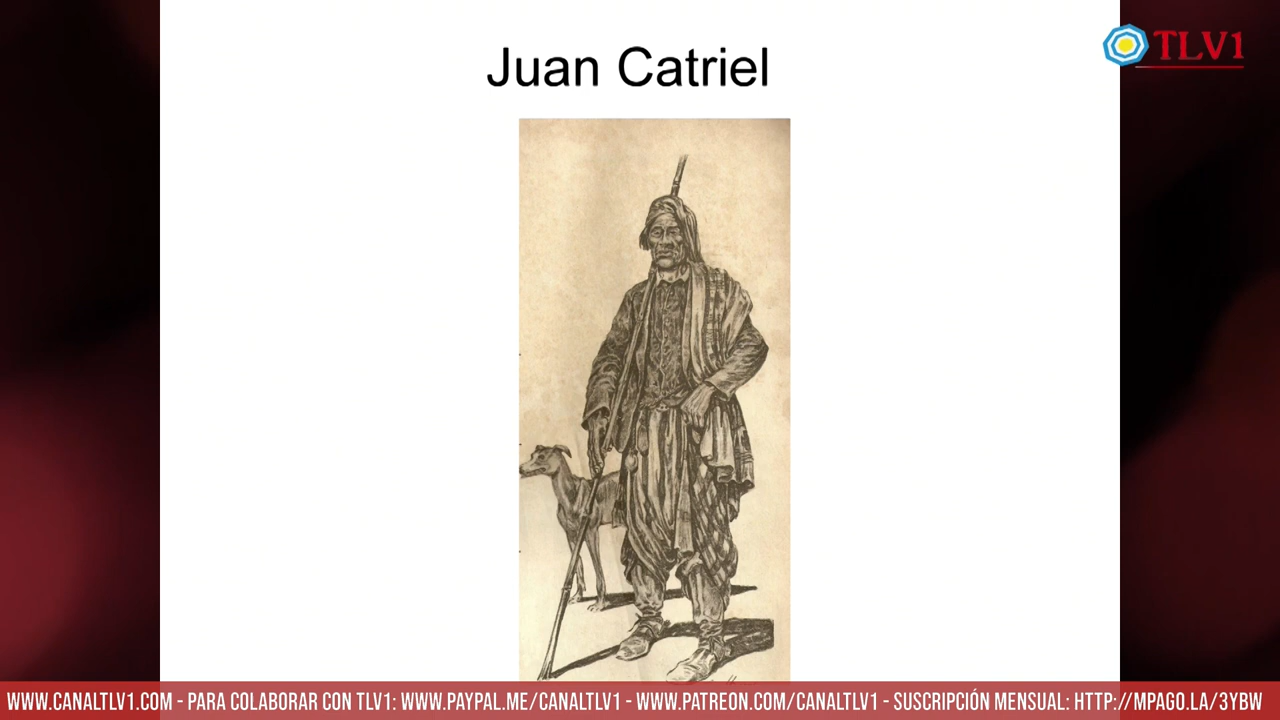 Juan Catriel
TLV1
WWW.CANALTLV1.COM - PARA COLABORAR CON TLV1: WWW.PAYPAL.ME/CANALTLV1 - WWW.PATREON.COM/CANALTLV1 - SUSCRIPCIÓN MENSUAL: HTTP://MPAGO.LA/3YBW